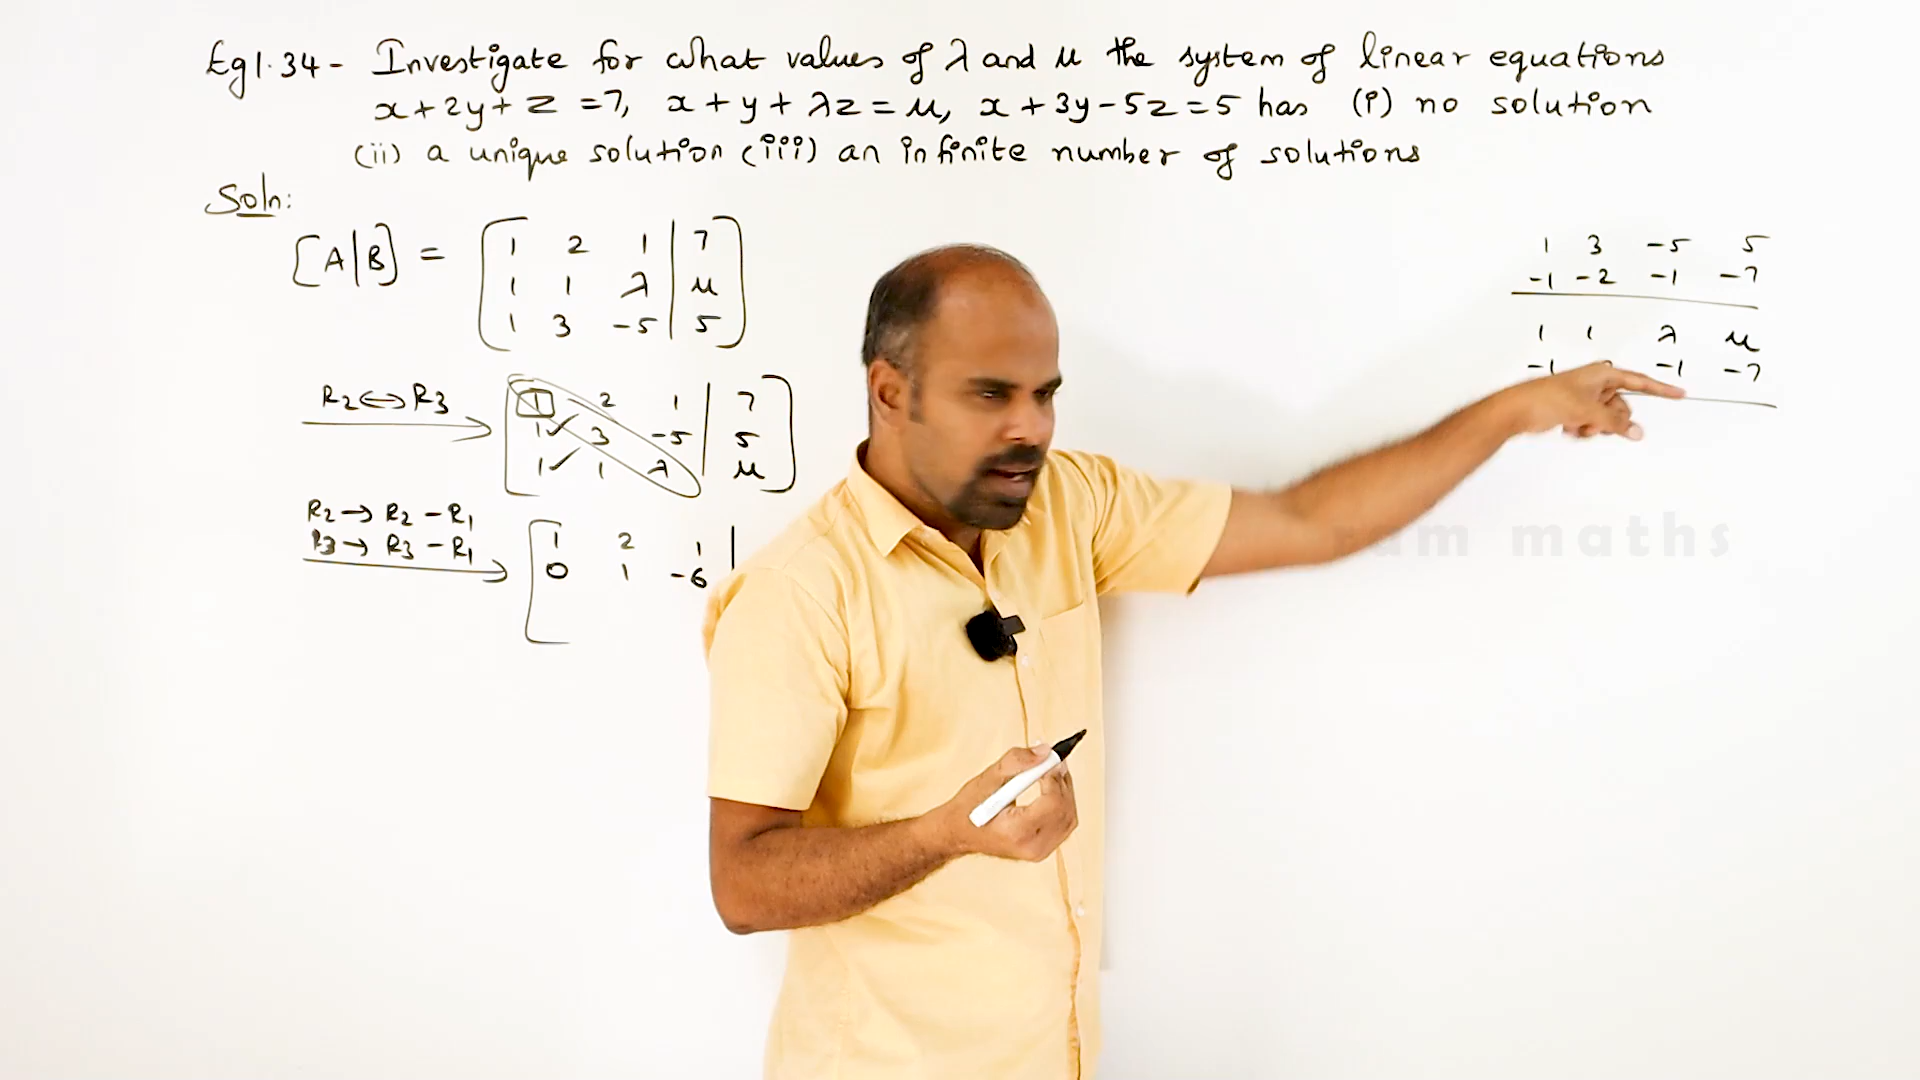 Eg 1.34 - Investigate for what values of λ and μ the system of linear equations
x + 2y + z = 7, x + y + λz = μ, x + 3y - 5z = 5 has (i) no solution
(ii) a unique solution (iii) an infinite number of solutions
Soln:
[A|B] = [ 1 2 1 | 7 ]
1 1 λ | μ
1 3 -5 | 5
R2 ↔ R3 [ 1 2 1 | 7 ]
1 ✓ 3 -5 | 5
1 ✓ 1 λ | μ
R2 → R2 - R1
R3 → R3 - R1
[ 1 2 1 |
0 1 -6
1 3 -5 5
-1 -2 -1 -7
1 1 λ μ
-1 -1 -7
ram maths